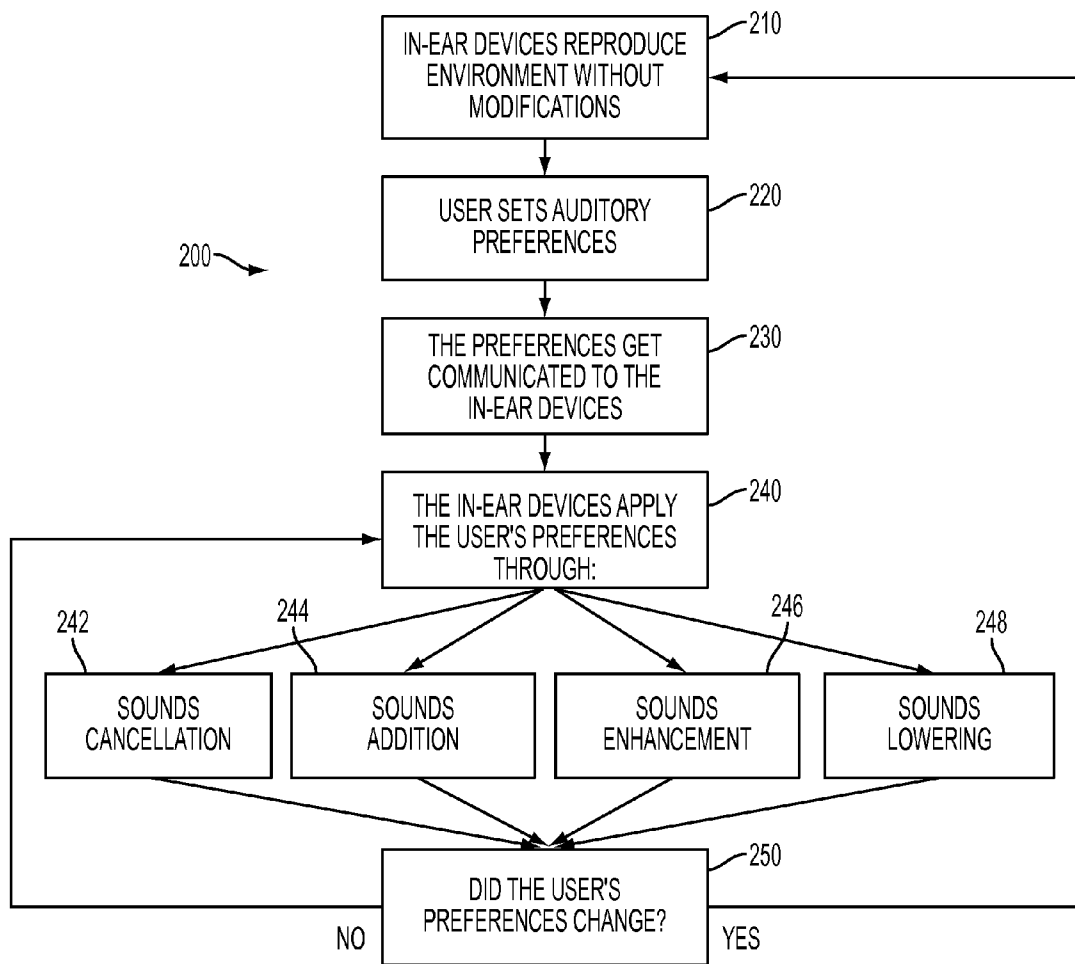 210
IN-EAR DEVICES REPRODUCE
ENVIRONMENT WITHOUT
MODIFICATIONS
220
USER SETS AUDITORY
PREFERENCES
200
230
THE PREFERENCES GET
COMMUNICATED TO THE
IN-EAR DEVICES
240
THE IN-EAR DEVICES APPLY
THE USER'S PREFERENCES
THROUGH:
242
SOUNDS
CANCELLATION
244
SOUNDS
ADDITION
246
SOUNDS
ENHANCEMENT
248
SOUNDS
LOWERING
250
DID THE USER'S
PREFERENCES CHANGE?
NO
YES